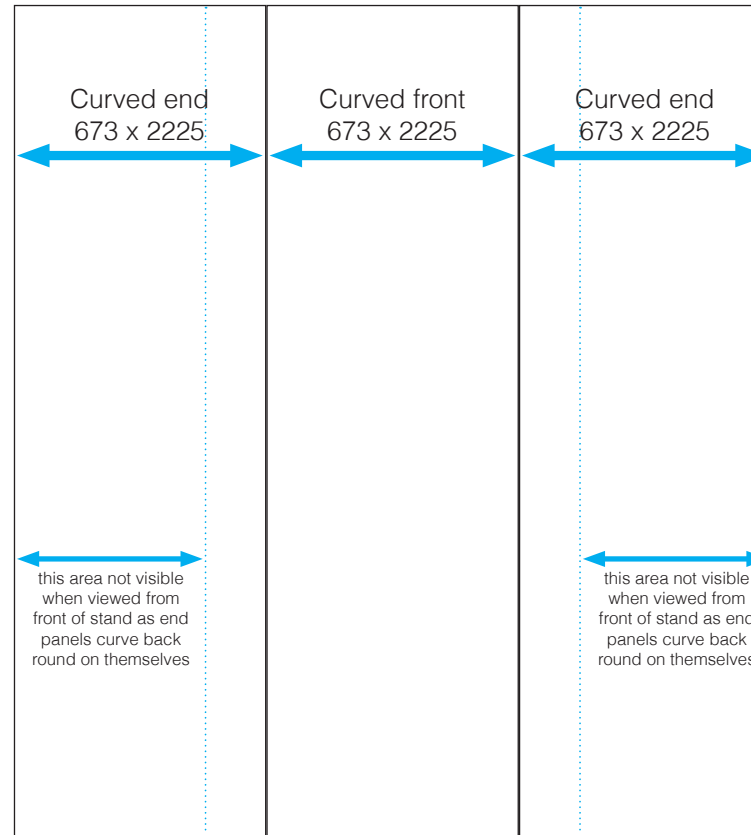 Curved end
673 x 2225
Curved front
673 x 2225
Curved end
673 x 2225
this area not visible
when viewed from
front of stand as end
panels curve back
round on themselves
this area not visible
when viewed from
front of stand as end
panels curve back
round on themselves